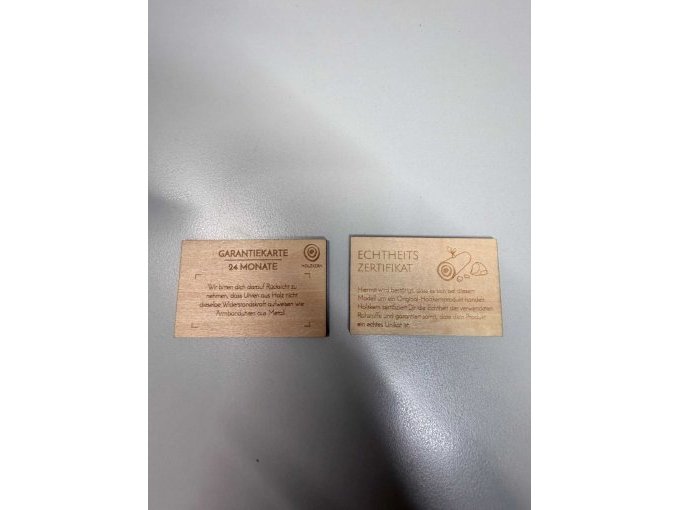 GARANTIEKARTE
24 MONATE
HOLZKERN
Wir bitten dich darauf Rücksicht zu
nehmen, dass Uhren aus Holz nicht
dieselbe Widerstandskraft aufweisen wie
Armbanduhren aus Metall.
ECHTHEITS
ZERTIFIKAT
Hiermit wird bestätigt, dass es sich bei diesem
Modell um ein Original-Holzkernprodukt handelt.
Holzkern zertifiziert Dir die Echtheit der verwendeten
Rohstoffe und garantiert somit, dass dein Produkt
ein echtes Unikat ist.